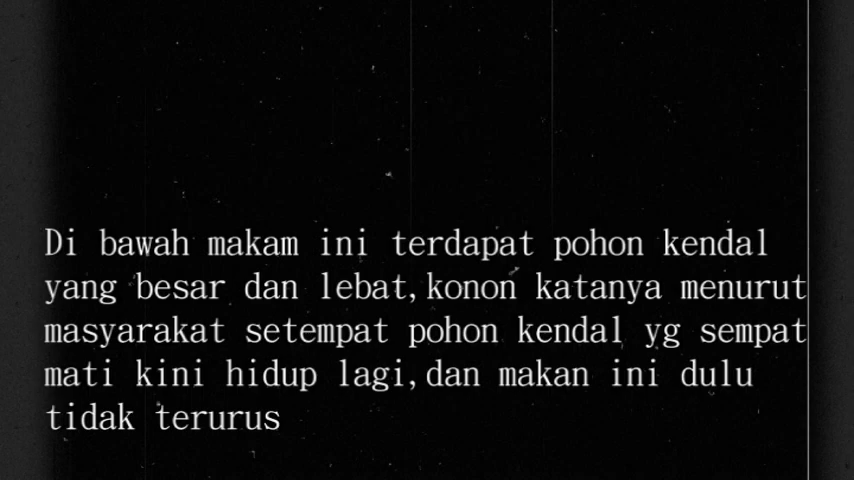 Di bawah makam ini terdapat pohon kendal
yang besar dan lebat,konon katanya menurut
masyarakat setempat pohon kendal yg sempat
mati kini hidup lagi,dan makan ini dulu
tidak terurus